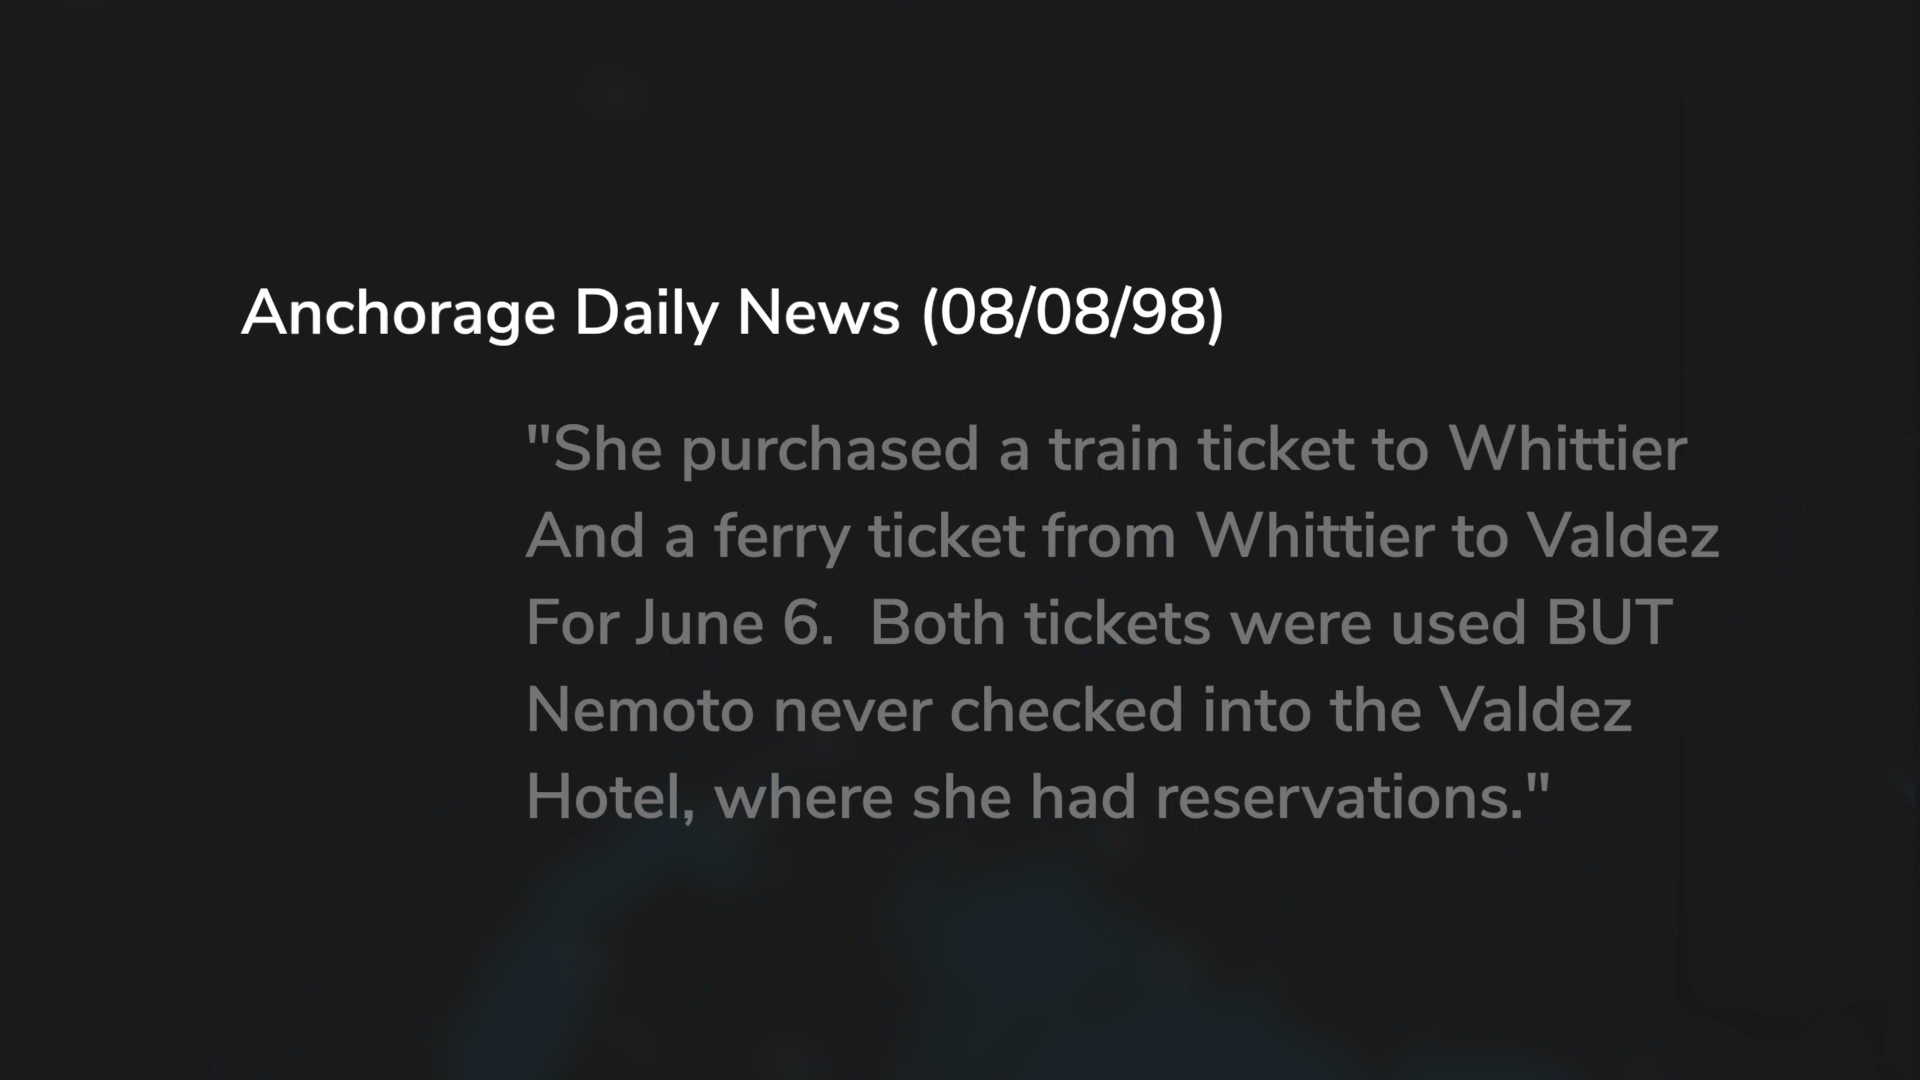 Anchorage Daily News (08/08/98)
"She purchased a train ticket to Whittier
And a ferry ticket from Whittier to Valdez
For June 6.  Both tickets were used BUT
Nemoto never checked into the Valdez
Hotel, where she had reservations."